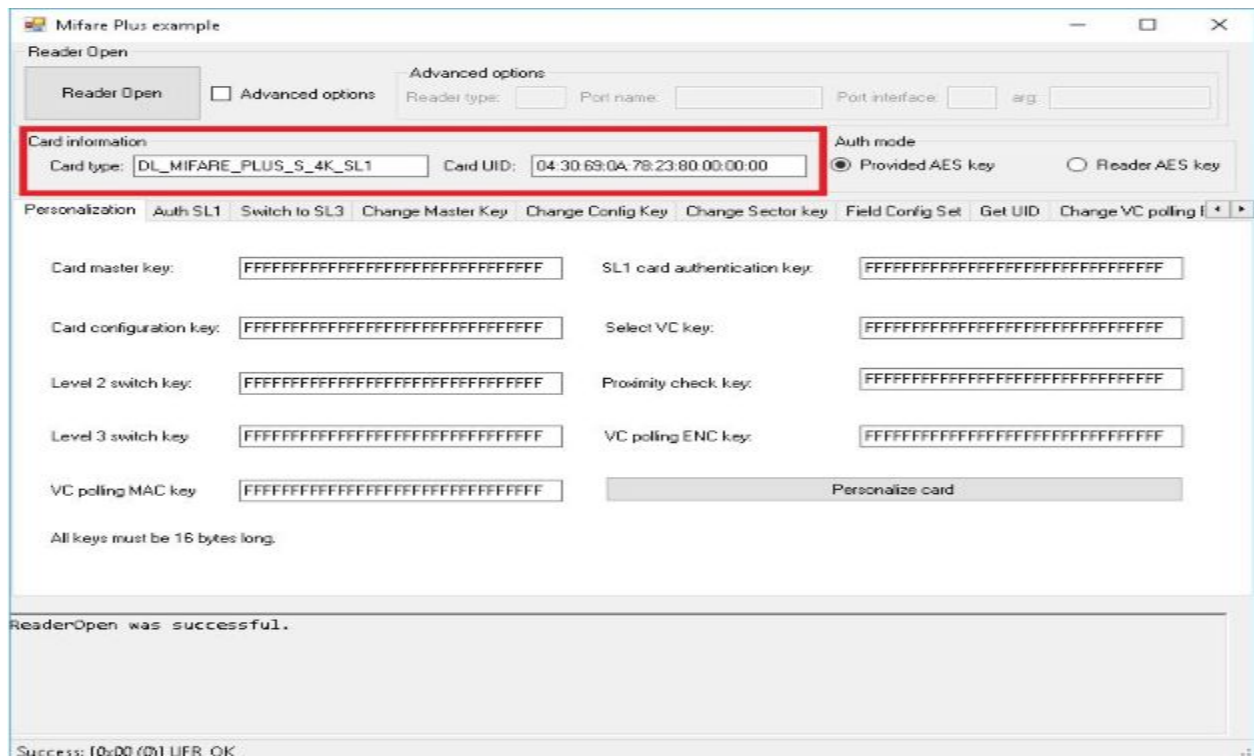 Mifare Plus example
Reader Open
Reader Open Advanced options
Advanced options
Reader type: Port name: Port interface: arg:
Card information
Card type: DL_MIFARE_PLUS_S_4K_SL1 Card UID: 04:30:69:0A:78:23:80:00:00:00
Auth mode
Provided AES key Reader AES key
Personalization Auth SL1 Switch to SL3 Change Master Key Change Config Key Change Sector key Field Config Set Get UID Change VC polling
Card master key: FFFFFFFFFFFFFFFFFFFFFFFFFFFFFFFF SL1 card authentication key: FFFFFFFFFFFFFFFFFFFFFFFFFFFFFFFF
Card configuration key: FFFFFFFFFFFFFFFFFFFFFFFFFFFFFFFF Select VC key: FFFFFFFFFFFFFFFFFFFFFFFFFFFFFFFF
Level 2 switch key: FFFFFFFFFFFFFFFFFFFFFFFFFFFFFFFF Proximity check key: FFFFFFFFFFFFFFFFFFFFFFFFFFFFFFFF
Level 3 switch key FFFFFFFFFFFFFFFFFFFFFFFFFFFFFFFF VC polling ENC key: FFFFFFFFFFFFFFFFFFFFFFFFFFFFFFFF
VC polling MAC key FFFFFFFFFFFFFFFFFFFFFFFFFFFFFFFF Personalize card
All keys must be 16 bytes long.
ReaderOpen was successful.
Success: [0x00 (0)] UFR_OK